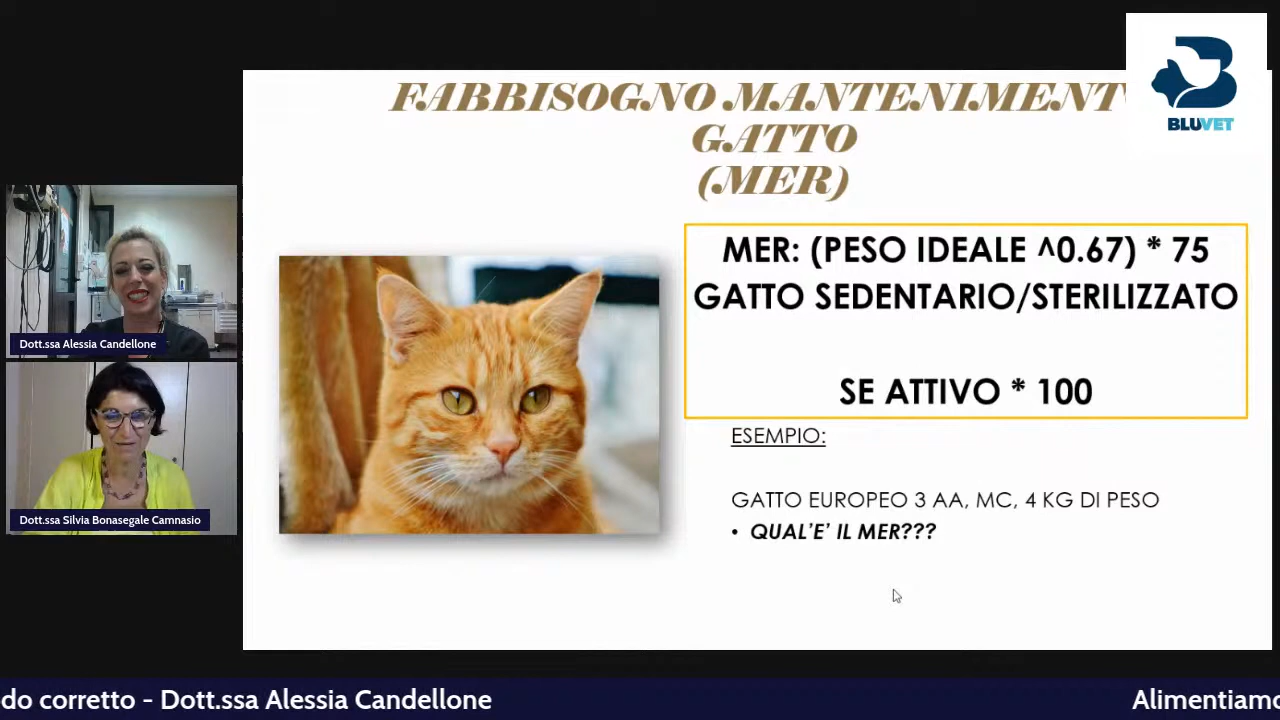 FABBISOGNO MANTENIMENT
GATTO
(MER)
BLUVET
MER: (PESO IDEALE ^0.67) * 75
GATTO SEDENTARIO/STERILIZZATO
SE ATTIVO * 100
ESEMPIO:
GATTO EUROPEO 3 AA, MC, 4 KG DI PESO
• QUAL'E' IL MER???
Dott.ssa Alessia Candellone
Dott.ssa Silvia Bonasegale Camnasio
do corretto - Dott.ssa Alessia Candellone
Alimentiamo